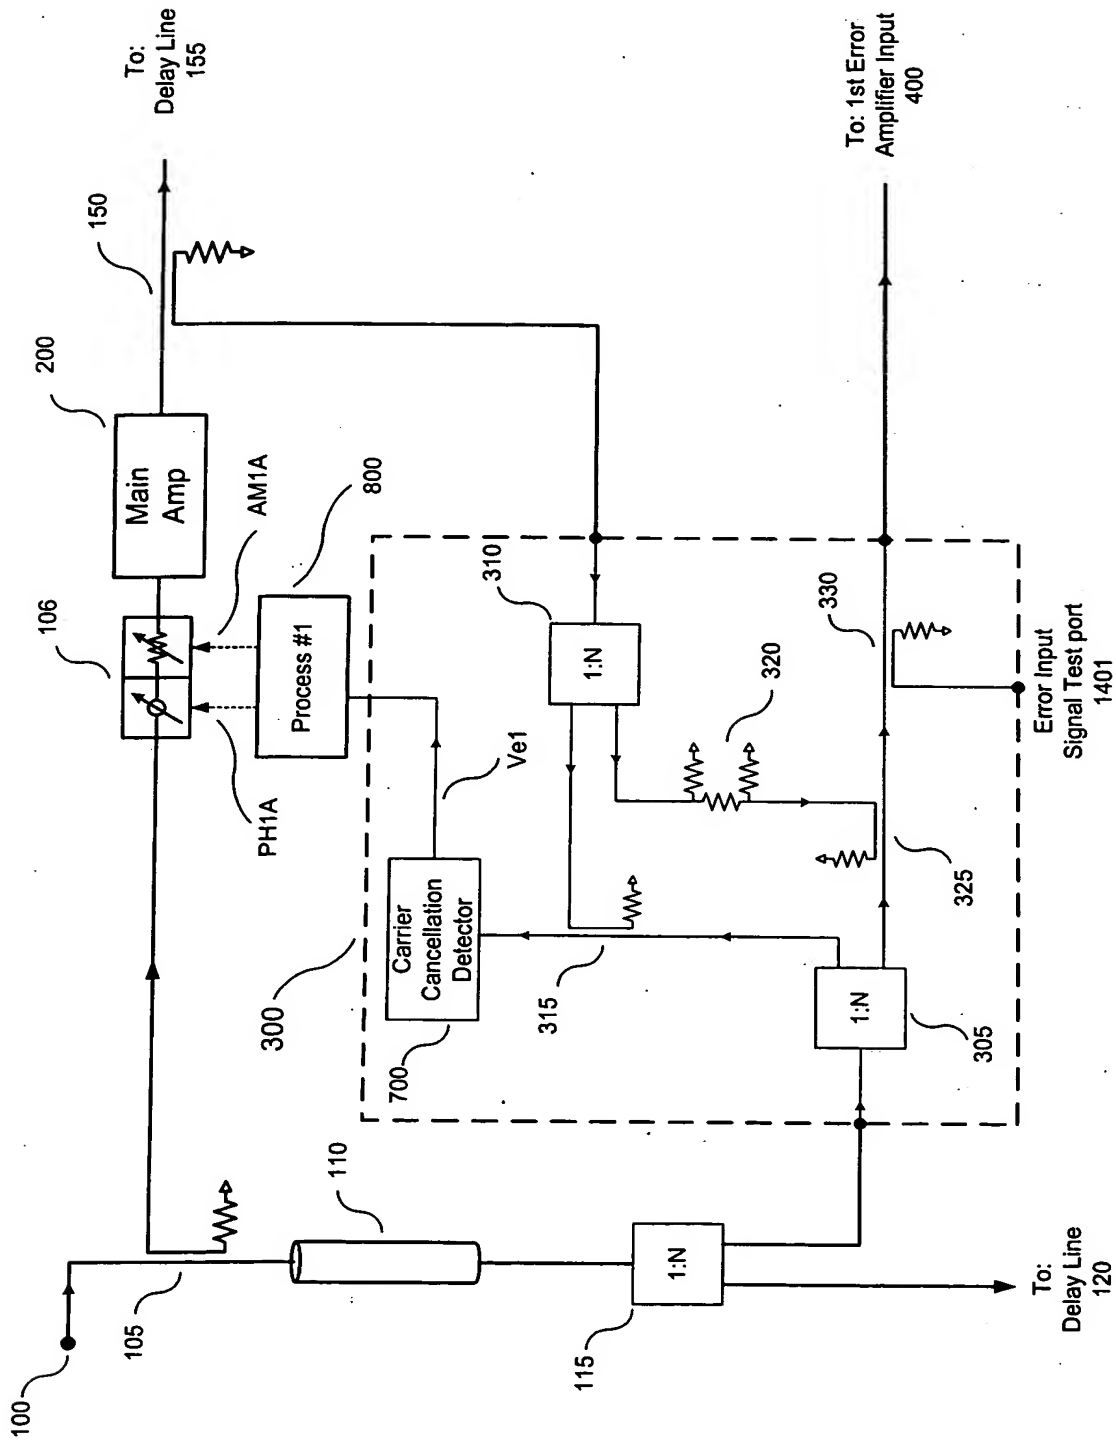 To:
Delay Line
155
150
200
Main
Amp
106
AM1A
800
Process #1
PH1A
Ve1
310
1:N
320
330
To: 1st Error
Amplifier Input
400
Error Input
Signal Test port
1401
325
Carrier
Cancellation
Detector
300
700
315
1:N
305
110
105
100
1:N
115
To:
Delay Line
120